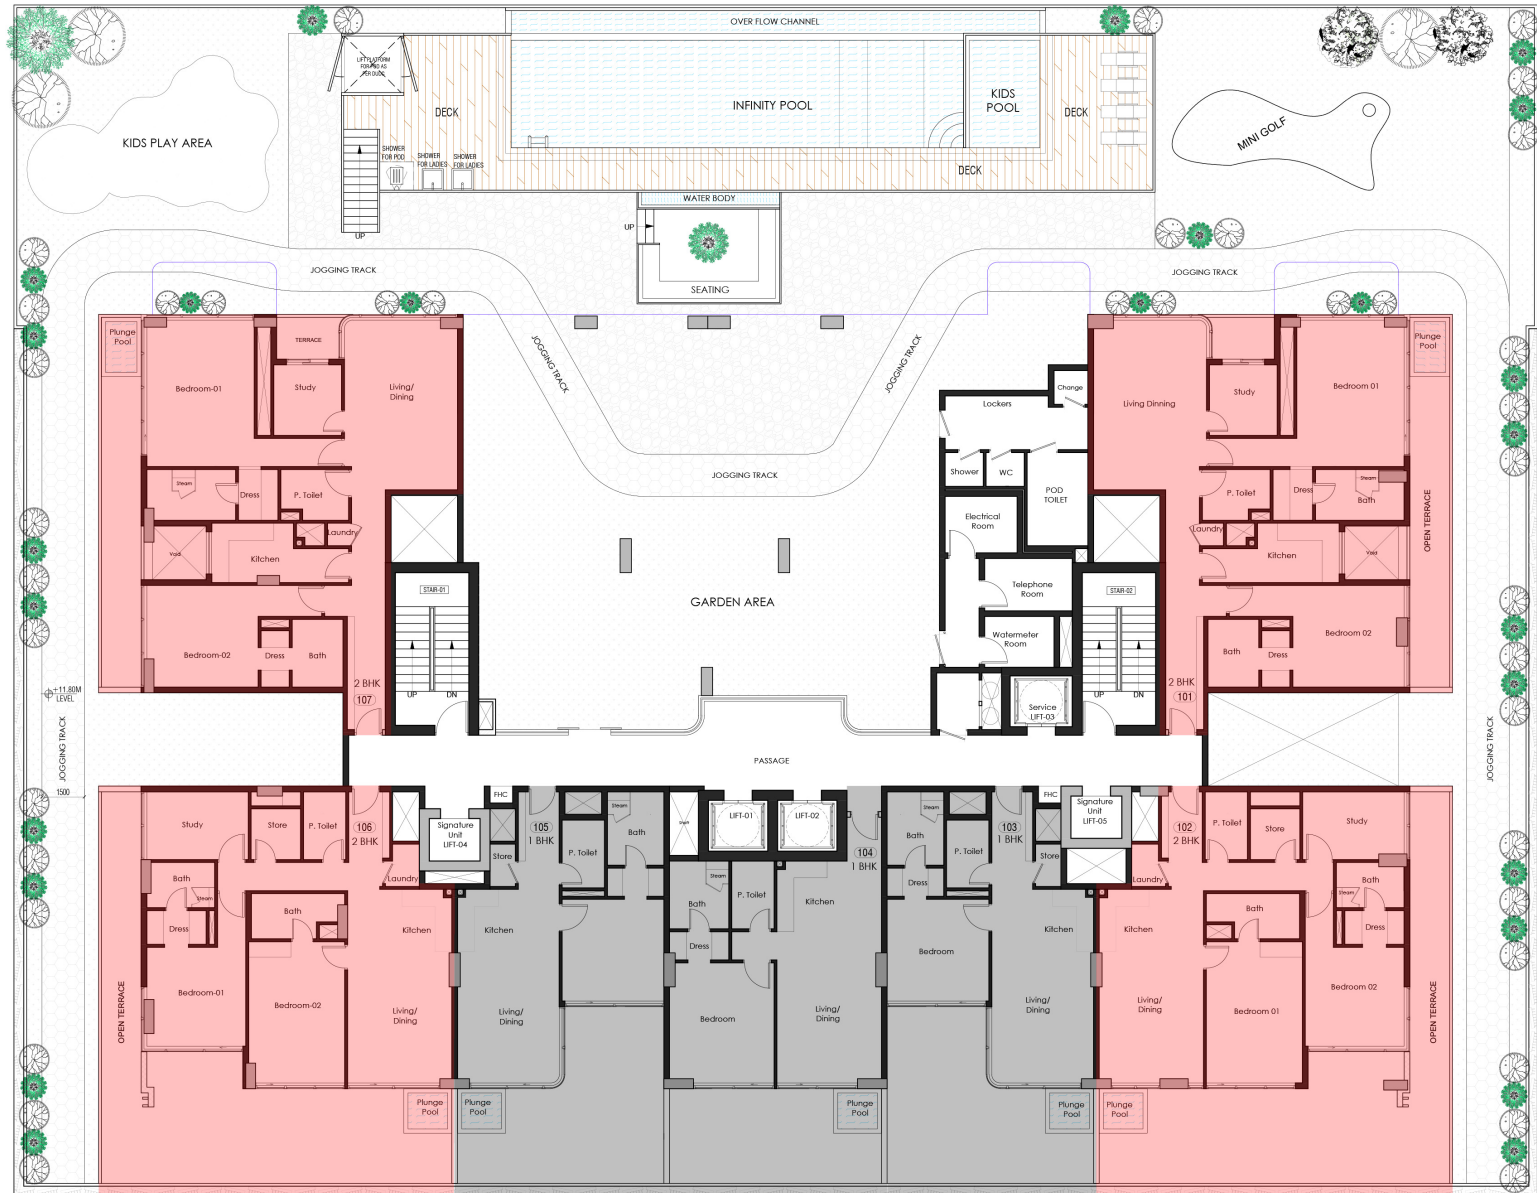 OVER FLOW CHANNEL
LIFT PLATFORM
FOR POD AS
PER DUDC
DECK
INFINITY POOL
KIDS
POOL
DECK
KIDS PLAY AREA
MINI GOLF
SHOWER
FOR POD
SHOWER
FOR LADIES
SHOWER
FOR LADIES
DECK
WATER BODY
UP
UP
SEATING
JOGGING TRACK
JOGGING TRACK
Plunge
Pool
TERRACE
Bedroom-01
Study
Living/
Dining
JOGGING TRACK
JOGGING TRACK
Change
Lockers
Living Dinning
Study
Bedroom 01
Plunge
Pool
JOGGING TRACK
Shower
WC
POD
TOILET
Steam
Dress
P. Toilet
Laundry
Void
Kitchen
Electrical
Room
P. Toilet
Dress
Steam
Bath
Laundry
Kitchen
Void
OPEN TERRACE
STAIR-01
Telephone
Room
STAIR-02
GARDEN AREA
Watermeter
Room
Bedroom-02
Dress
Bath
Bath
Dress
Bedroom 02
2 BHK
107
UP
DN
Service
LIFT-03
UP
DN
2 BHK
101
+11.80M
LEVEL
JOGGING TRACK
1500
PASSAGE
JOGGING TRACK
Study
Store
P. Toilet
106
2 BHK
Signature
Unit
LIFT-04
FHC
105
1 BHK
Store
P. Toilet
Steam
Bath
LIFT-01
LIFT-02
104
1 BHK
Steam
Bath
P. Toilet
103
1 BHK
FHC
Store
Signature
Unit
LIFT-05
102
2 BHK
P. Toilet
Store
Study
Bath
Steam
Dress
Laundry
Bath
Kitchen
Kitchen
Steam
Bath
P. Toilet
Dress
Kitchen
Dress
Bedroom
Kitchen
Laundry
Kitchen
Bath
Bath
Steam
Dress
OPEN TERRACE
Bedroom-01
Bedroom-02
Living/
Dining
Living/
Dining
Bedroom
Living/
Dining
Living/
Dining
Living/
Dining
Bedroom 01
Bedroom 02
OPEN TERRACE
Plunge
Pool
Plunge
Pool
Plunge
Pool
Plunge
Pool
Plunge
Pool